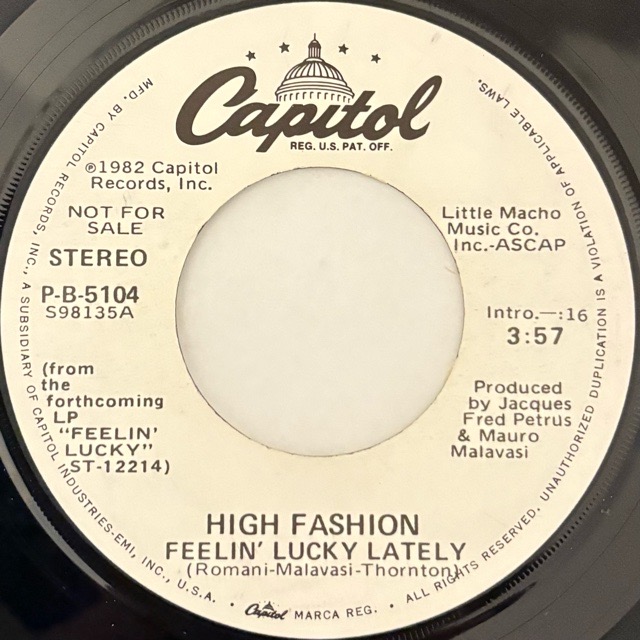 Capitol
REG. U.S. PAT. OFF.
℗1982 Capitol
Records, Inc.
NOT FOR
SALE
STEREO
P-B-5104
S98135A
(from
the
forthcoming
LP
"FEELIN'
LUCKY"
ST-12214)
Little Macho
Music Co.
Inc.-ASCAP
Intro.—:16
3:57
Produced
by Jacques
Fred Petrus
& Mauro
Malavasi
HIGH FASHION
FEELIN' LUCKY LATELY
(Romani-Malavasi-Thornton)
MFD. BY CAPITOL RECORDS, INC., A SUBSIDIARY OF CAPITOL INDUSTRIES-EMI, INC., U.S.A. • Capitol MARCA REG. • ALL RIGHTS RESERVED. UNAUTHORIZED DUPLICATION IS A VIOLATION OF APPLICABLE LAWS.